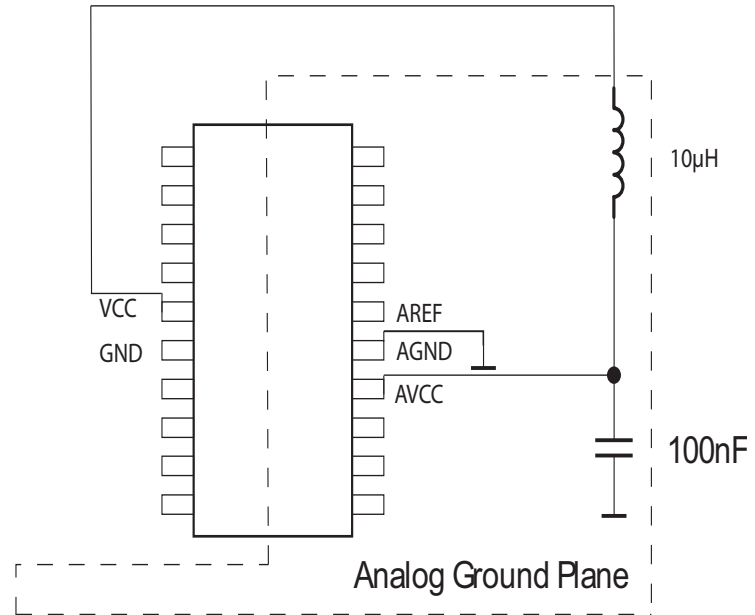 10µH
VCC
AREF
GND
AGND
AVCC
100nF
Analog Ground Plane